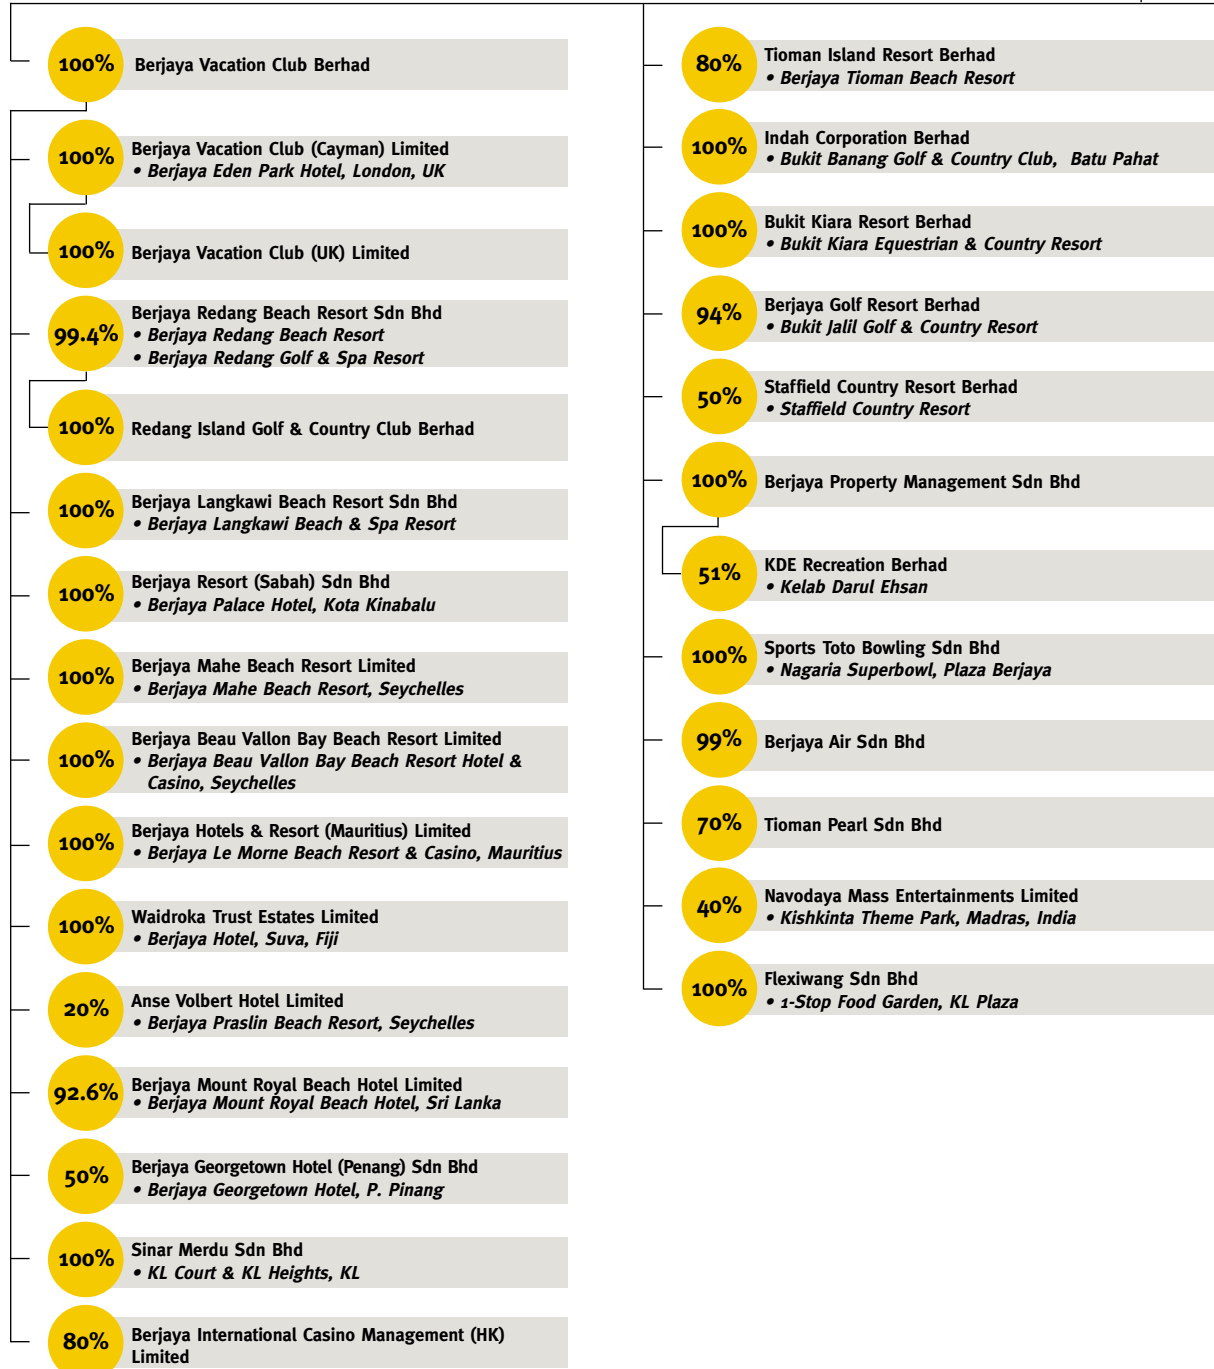 100%
Berjaya Vacation Club Berhad
100%
Berjaya Vacation Club (Cayman) Limited
• Berjaya Eden Park Hotel, London, UK
100%
Berjaya Vacation Club (UK) Limited
99.4%
Berjaya Redang Beach Resort Sdn Bhd
• Berjaya Redang Beach Resort
• Berjaya Redang Golf & Spa Resort
100%
Redang Island Golf & Country Club Berhad
100%
Berjaya Langkawi Beach Resort Sdn Bhd
• Berjaya Langkawi Beach & Spa Resort
100%
Berjaya Resort (Sabah) Sdn Bhd
• Berjaya Palace Hotel, Kota Kinabalu
100%
Berjaya Mahe Beach Resort Limited
• Berjaya Mahe Beach Resort, Seychelles
100%
Berjaya Beau Vallon Bay Beach Resort Limited
• Berjaya Beau Vallon Bay Beach Resort Hotel &
Casino, Seychelles
100%
Berjaya Hotels & Resort (Mauritius) Limited
• Berjaya Le Morne Beach Resort & Casino, Mauritius
100%
Waidroka Trust Estates Limited
• Berjaya Hotel, Suva, Fiji
20%
Anse Volbert Hotel Limited
• Berjaya Praslin Beach Resort, Seychelles
92.6%
Berjaya Mount Royal Beach Hotel Limited
• Berjaya Mount Royal Beach Hotel, Sri Lanka
50%
Berjaya Georgetown Hotel (Penang) Sdn Bhd
• Berjaya Georgetown Hotel, P. Pinang
100%
Sinar Merdu Sdn Bhd
• KL Court & KL Heights, KL
80%
Berjaya International Casino Management (HK)
Limited
80%
Tioman Island Resort Berhad
• Berjaya Tioman Beach Resort
100%
Indah Corporation Berhad
• Bukit Banang Golf & Country Club, Batu Pahat
100%
Bukit Kiara Resort Berhad
• Bukit Kiara Equestrian & Country Resort
94%
Berjaya Golf Resort Berhad
• Bukit Jalil Golf & Country Resort
50%
Staffield Country Resort Berhad
• Staffield Country Resort
100%
Berjaya Property Management Sdn Bhd
51%
KDE Recreation Berhad
• Kelab Darul Ehsan
100%
Sports Toto Bowling Sdn Bhd
• Nagaria Superbowl, Plaza Berjaya
99%
Berjaya Air Sdn Bhd
70%
Tioman Pearl Sdn Bhd
40%
Navodaya Mass Entertainments Limited
• Kishkinta Theme Park, Madras, India
100%
Flexiwang Sdn Bhd
• 1-Stop Food Garden, KL Plaza